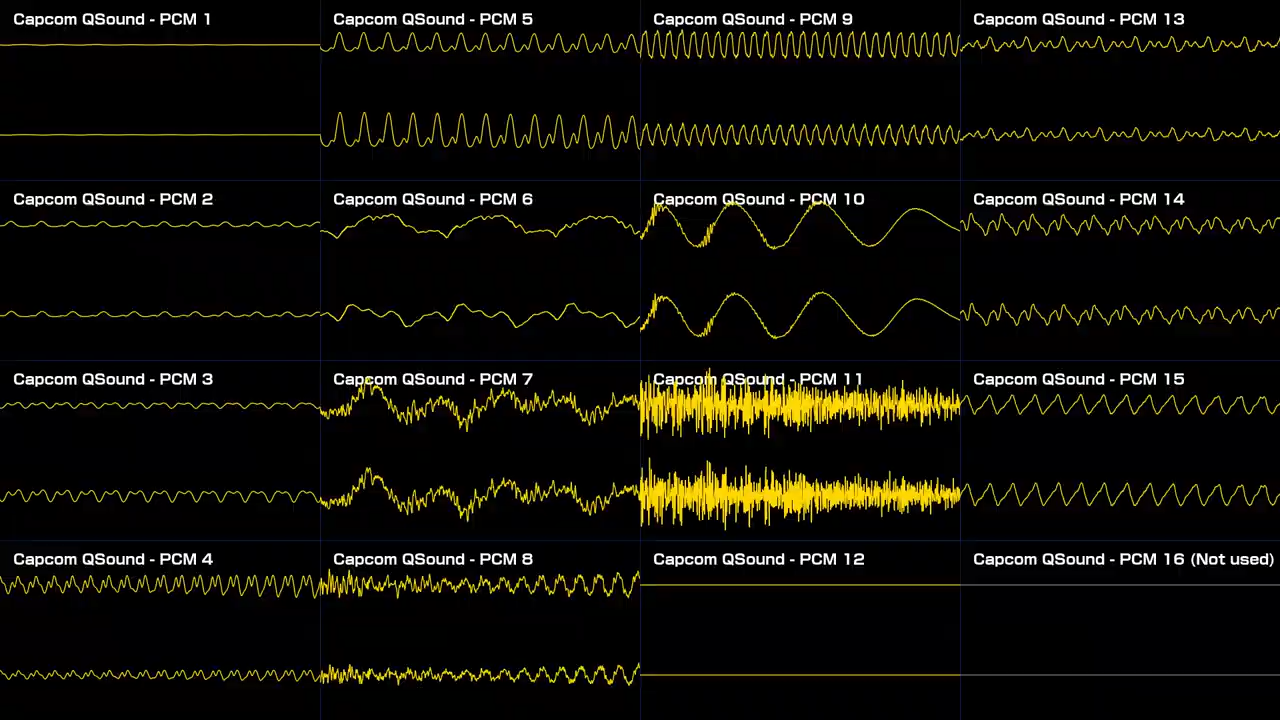 Capcom QSound - PCM 1
Capcom QSound - PCM 5
Capcom QSound - PCM 9
Capcom QSound - PCM 13
Capcom QSound - PCM 2
Capcom QSound - PCM 6
Capcom QSound - PCM 10
Capcom QSound - PCM 14
Capcom QSound - PCM 3
Capcom QSound - PCM 7
Capcom QSound - PCM 11
Capcom QSound - PCM 15
Capcom QSound - PCM 4
Capcom QSound - PCM 8
Capcom QSound - PCM 12
Capcom QSound - PCM 16 (Not used)